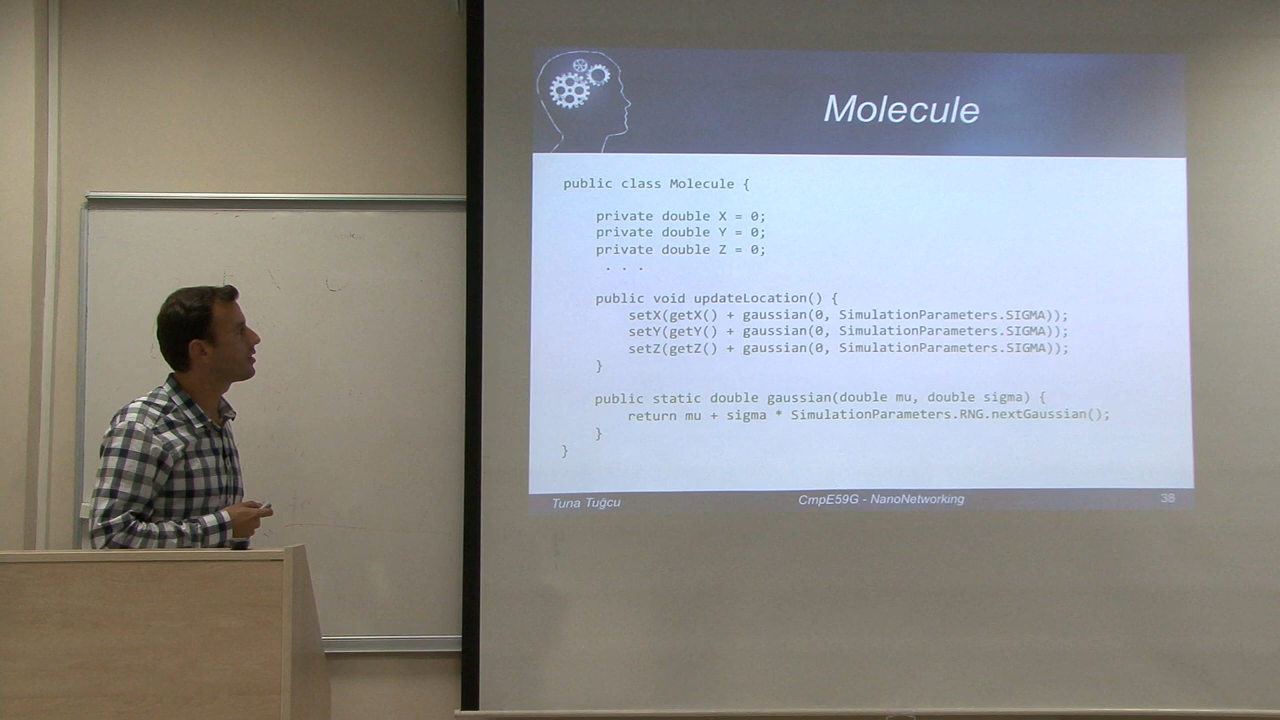 Molecule
public class Molecule {
private double X = 0;
private double Y = 0;
private double Z = 0;
. . .
public void updateLocation() {
setX(getX() + gaussian(0, SimulationParameters.SIGMA));
setY(getY() + gaussian(0, SimulationParameters.SIGMA));
setZ(getZ() + gaussian(0, SimulationParameters.SIGMA));
}
public static double gaussian(double mu, double sigma) {
return mu + sigma * SimulationParameters.RNG.nextGaussian();
}
}
Tuna Tuğcu CmpE59G - NanoNetworking 38